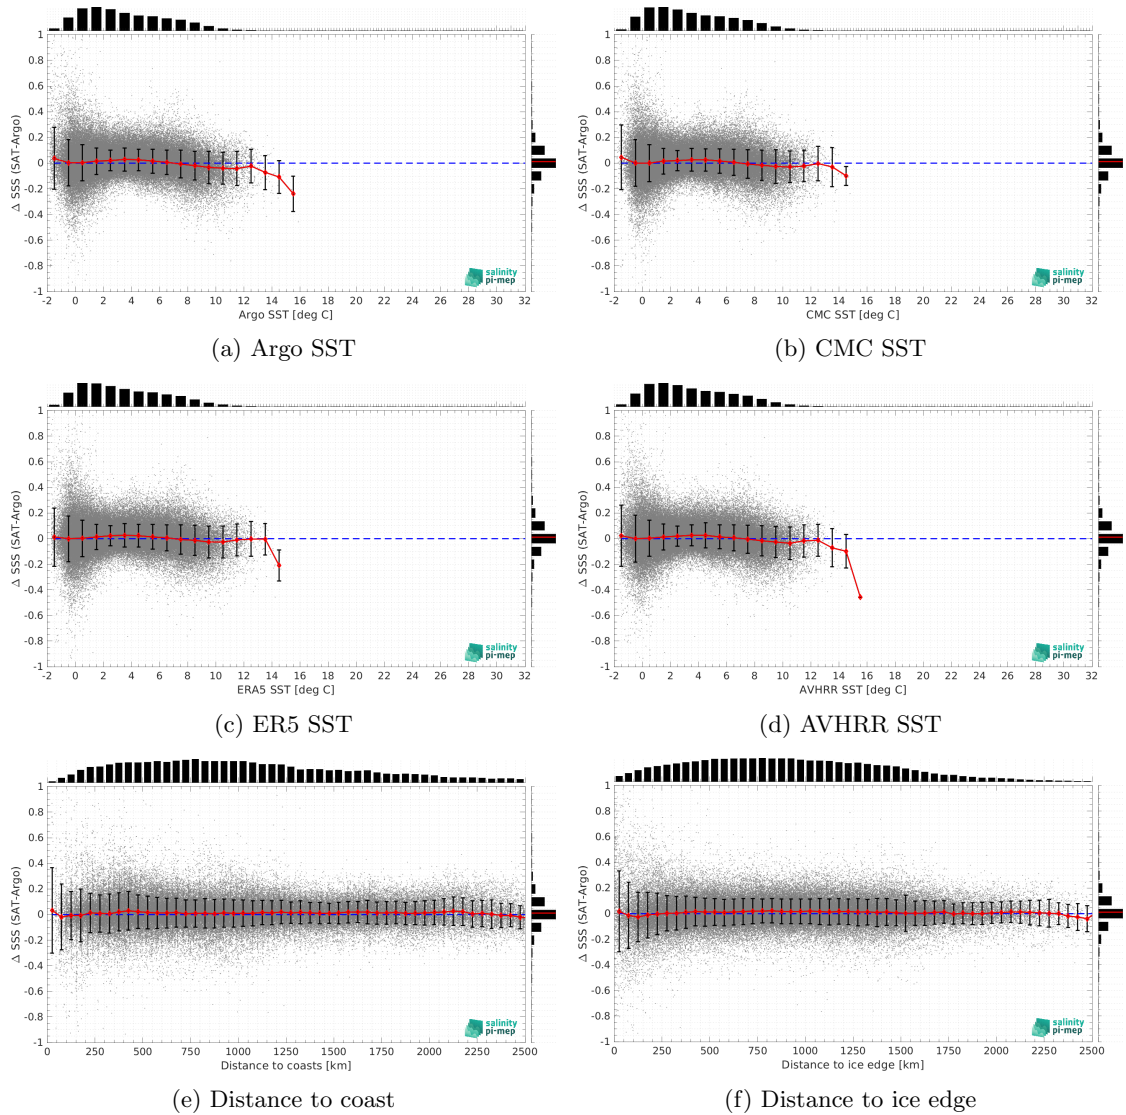 1
0.8
0.6
0.4
0.2
0
-0.2
-0.4
-0.6
-0.8
-1
Δ SSS (SAT-Argo)
-2 0 2 4 6 8 10 12 14 16 18 20 22 24 26 28 30 32
Argo SST [deg C]
salinity
pi-mep
(a) Argo SST
1
0.8
0.6
0.4
0.2
0
-0.2
-0.4
-0.6
-0.8
-1
Δ SSS (SAT-Argo)
-2 0 2 4 6 8 10 12 14 16 18 20 22 24 26 28 30 32
CMC SST [deg C]
salinity
pi-mep
(b) CMC SST
1
0.8
0.6
0.4
0.2
0
-0.2
-0.4
-0.6
-0.8
-1
Δ SSS (SAT-Argo)
-2 0 2 4 6 8 10 12 14 16 18 20 22 24 26 28 30 32
ERA5 SST [deg C]
salinity
pi-mep
(c) ER5 SST
1
0.8
0.6
0.4
0.2
0
-0.2
-0.4
-0.6
-0.8
-1
Δ SSS (SAT-Argo)
-2 0 2 4 6 8 10 12 14 16 18 20 22 24 26 28 30 32
AVHRR SST [deg C]
salinity
pi-mep
(d) AVHRR SST
1
0.8
0.6
0.4
0.2
0
-0.2
-0.4
-0.6
-0.8
-1
Δ SSS (SAT-Argo)
0 250 500 750 1000 1250 1500 1750 2000 2250 2500
Distance to coasts [km]
salinity
pi-mep
(e) Distance to coast
1
0.8
0.6
0.4
0.2
0
-0.2
-0.4
-0.6
-0.8
-1
Δ SSS (SAT-Argo)
0 250 500 750 1000 1250 1500 1750 2000 2250 2500
Distance to ice edge [km]
salinity
pi-mep
(f) Distance to ice edge